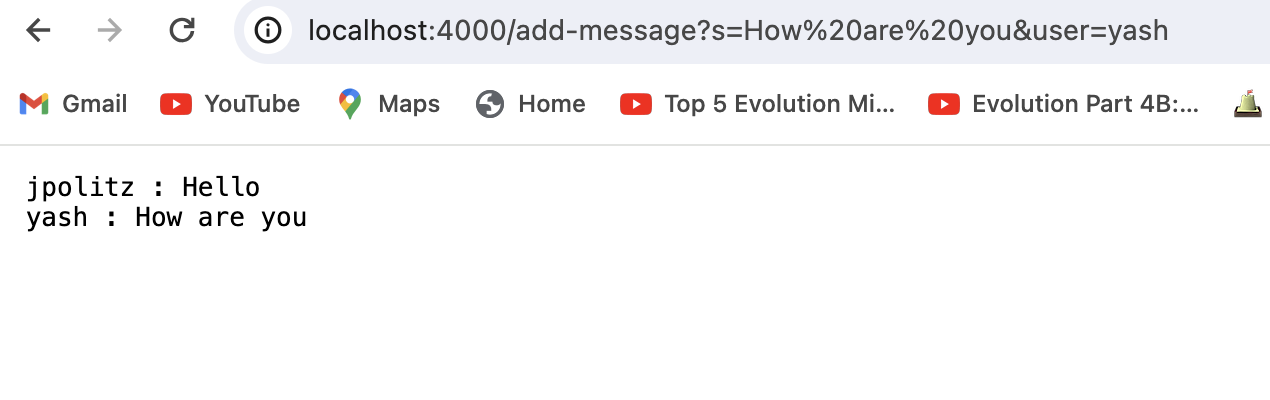 localhost:4000/add-message?s=How%20are%20you&user=yash
Gmail YouTube Maps Home Top 5 Evolution Mi... Evolution Part 4B:...
jpolitz : Hello
yash : How are you